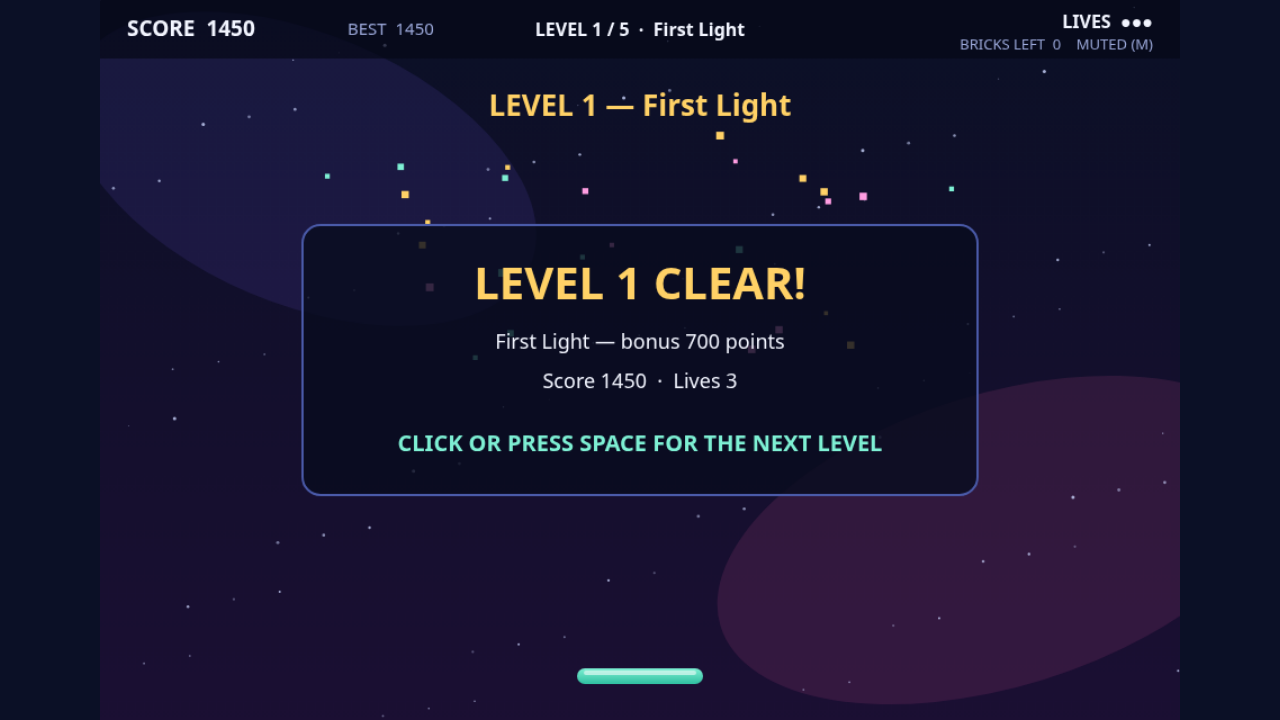 SCORE 1450
BEST 1450
LEVEL 1 / 5 · First Light
LIVES ●●●
BRICKS LEFT 0 MUTED (M)
LEVEL 1 — First Light
LEVEL 1 CLEAR!
First Light — bonus 700 points
Score 1450 · Lives 3
CLICK OR PRESS SPACE FOR THE NEXT LEVEL